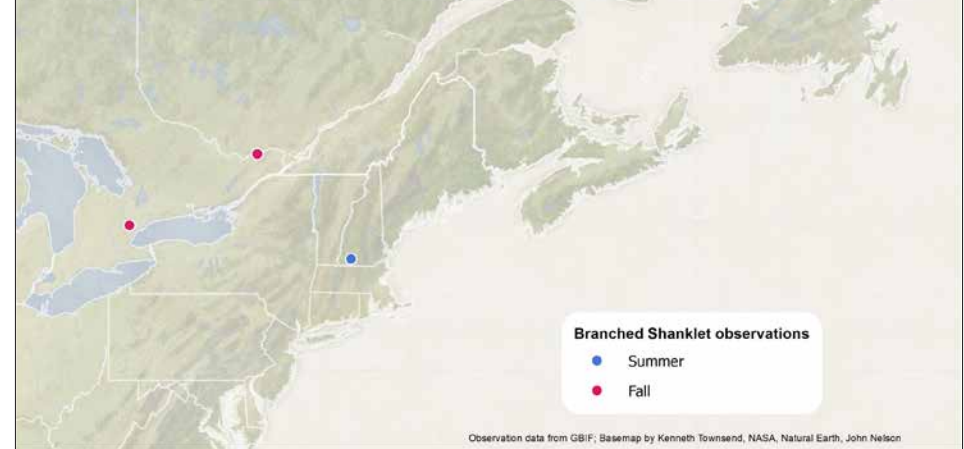 Branched Shanklet observations
Summer
Fall
Observation data from GBIF; Basemap by Kenneth Townsend, NASA, Natural Earth, John Nelson